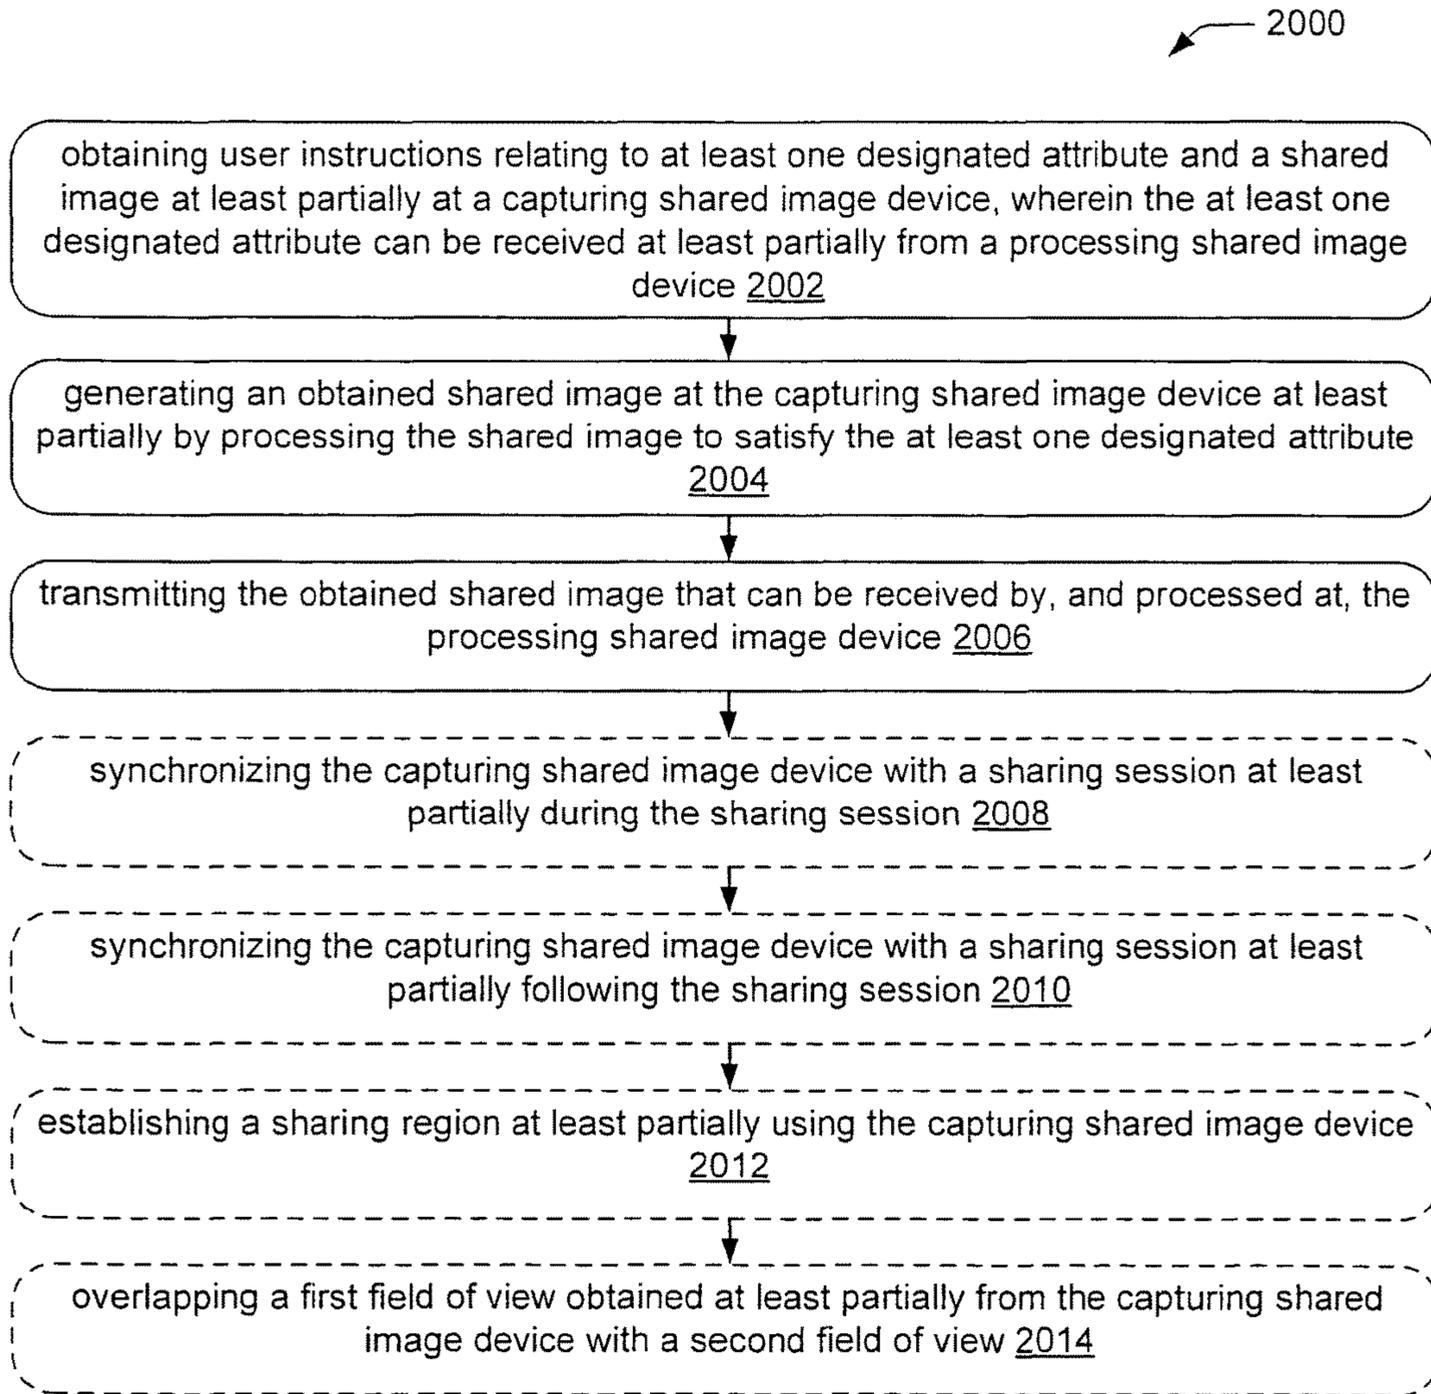 2000
obtaining user instructions relating to at least one designated attribute and a shared
image at least partially at a capturing shared image device, wherein the at least one
designated attribute can be received at least partially from a processing shared image
device 2002
generating an obtained shared image at the capturing shared image device at least
partially by processing the shared image to satisfy the at least one designated attribute
2004
transmitting the obtained shared image that can be received by, and processed at, the
processing shared image device 2006
synchronizing the capturing shared image device with a sharing session at least
partially during the sharing session 2008
synchronizing the capturing shared image device with a sharing session at least
partially following the sharing session 2010
establishing a sharing region at least partially using the capturing shared image device
2012
overlapping a first field of view obtained at least partially from the capturing shared
image device with a second field of view 2014